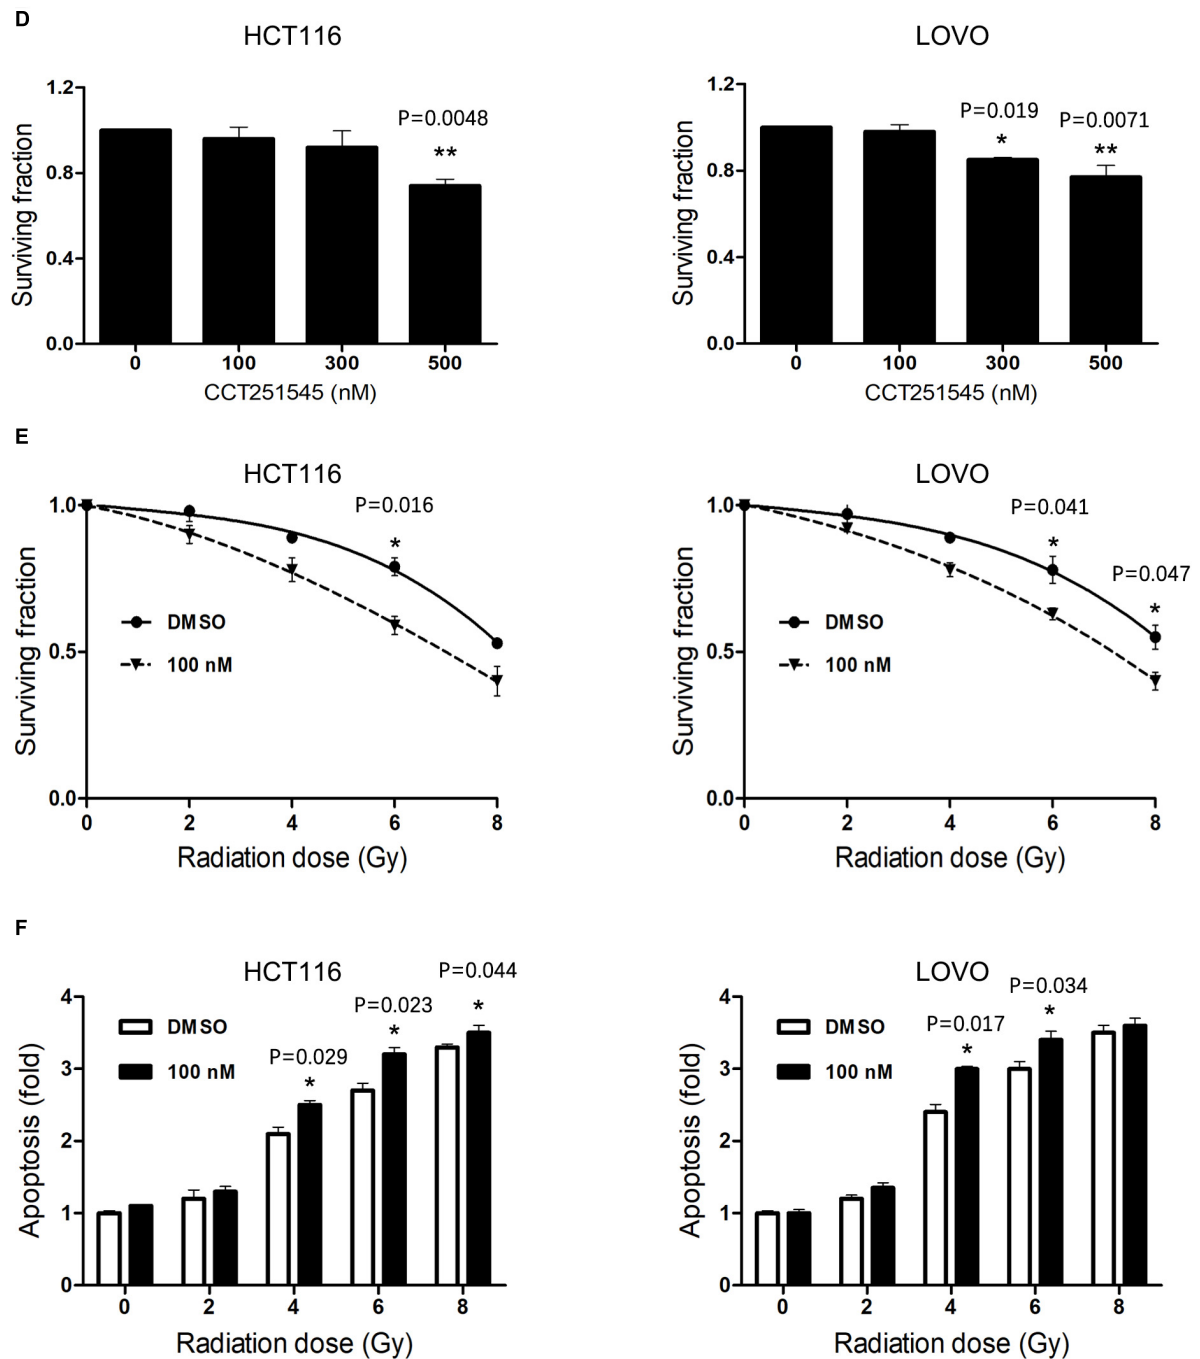 D
HCT116
LOVO
1.2
0.8
0.4
0.0
Surviving fraction
P=0.0048
**
0
100
300
500
CCT251545 (nM)
1.2
0.8
0.4
0.0
Surviving fraction
P=0.019
*
P=0.0071
**
0
100
300
500
CCT251545 (nM)
E
HCT116
LOVO
1.0
0.5
0.0
Surviving fraction
P=0.016
*
DMSO
100 nM
0
2
4
6
8
Radiation dose (Gy)
1.0
0.5
0.0
Surviving fraction
P=0.041
*
P=0.047
*
DMSO
100 nM
0
2
4
6
8
Radiation dose (Gy)
F
HCT116
LOVO
4
3
2
1
0
Apoptosis (fold)
DMSO
100 nM
P=0.029
*
P=0.023
*
P=0.044
*
0
2
4
6
8
Radiation dose (Gy)
4
3
2
1
0
Apoptosis (fold)
DMSO
100 nM
P=0.017
*
P=0.034
*
0
2
4
6
8
Radiation dose (Gy)